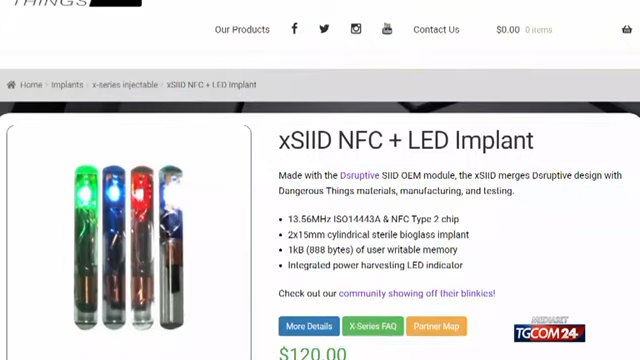 THINGS
Our Products
Contact Us
$0.00 0 items
Home Implants x-series injectable xSIID NFC + LED Implant
xSIID NFC + LED Implant
Made with the Dsruptive SIID OEM module, the xSIID merges Dsruptive design with
Dangerous Things materials, manufacturing, and testing.
• 13.56MHz ISO14443A & NFC Type 2 chip
• 2x15mm cylindrical sterile bioglass implant
• 1kB (888 bytes) of user writable memory
• Integrated power harvesting LED indicator
Check out our community showing off their blinkies!
More Details
X-Series FAQ
Partner Map
$120.00
MEDIASET
TGCOM24